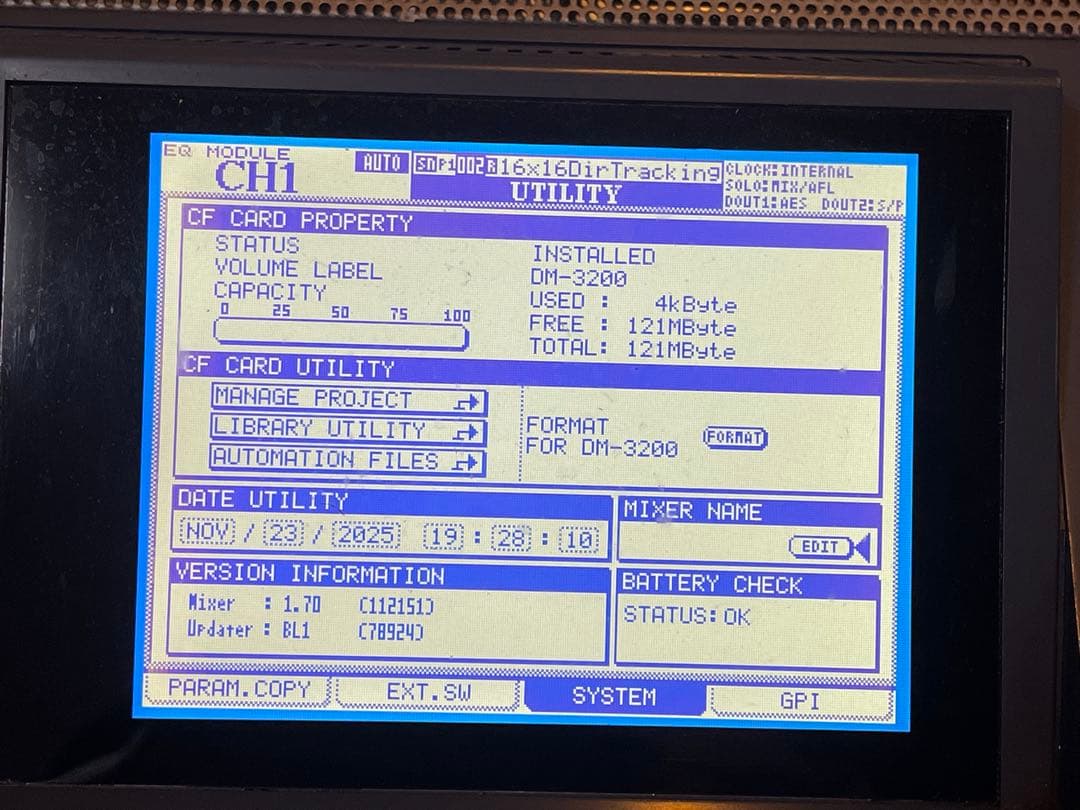 EQ MODULE
CH1
AUTO
SNP1002R16x16DirTracking
UTILITY
CLOCK:INTERNAL
SOLO:MIX/AFL
DOUT1:AES DOUT2:S/P
CF CARD PROPERTY
STATUS INSTALLED
VOLUME LABEL DM-3200
CAPACITY
0 25 50 75 100
USED : 4kByte
FREE : 121MByte
TOTAL: 121MByte
CF CARD UTILITY
MANAGE PROJECT
LIBRARY UTILITY
AUTOMATION FILES
FORMAT
FOR DM-3200
FORMAT
DATE UTILITY
NOV / 23 / 2025 19 : 28 : 10
MIXER NAME
EDIT
VERSION INFORMATION
Mixer : 1.70 (112151)
Updater : BL1 (78924)
BATTERY CHECK
STATUS:OK
PARAM.COPY EXT.SW SYSTEM GPI